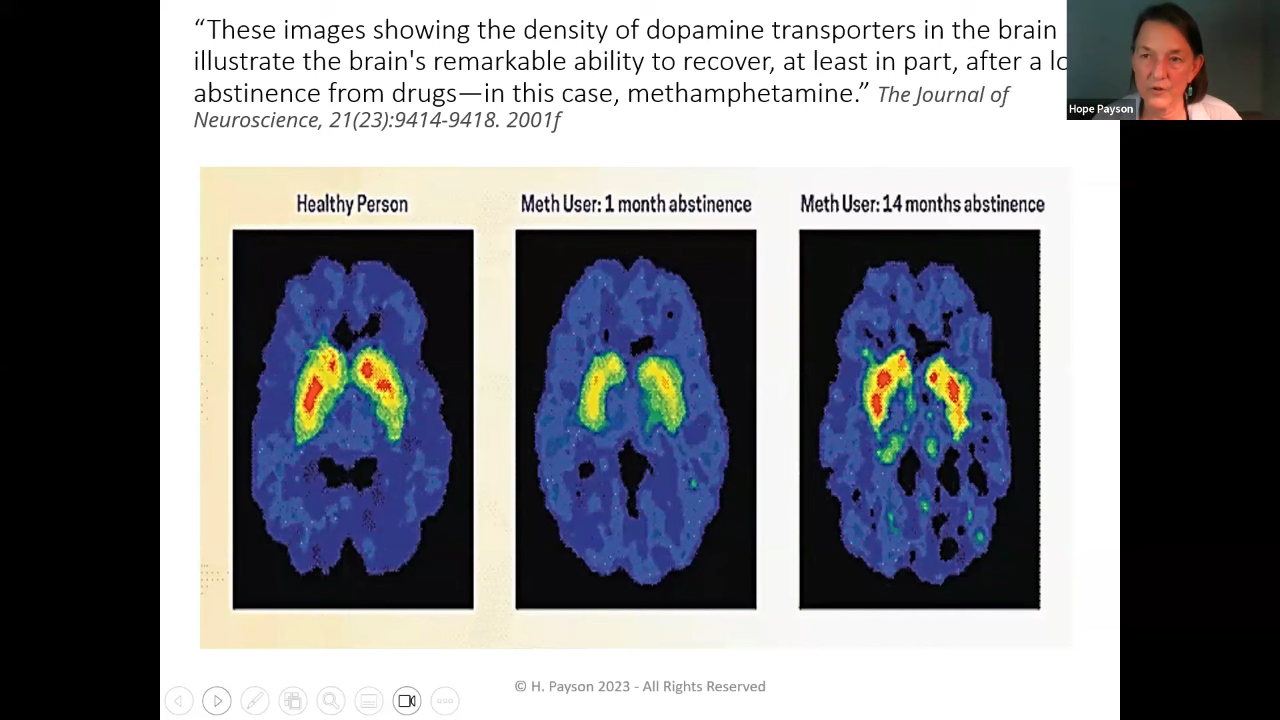 “These images showing the density of dopamine transporters in the brain
illustrate the brain's remarkable ability to recover, at least in part, after a
abstinence from drugs—in this case, methamphetamine.” The Journal of
Neuroscience, 21(23):9414-9418. 2001f
Hope Payson
Healthy Person
Meth User: 1 month abstinence
Meth User: 14 months abstinence
© H. Payson 2023 - All Rights Reserved